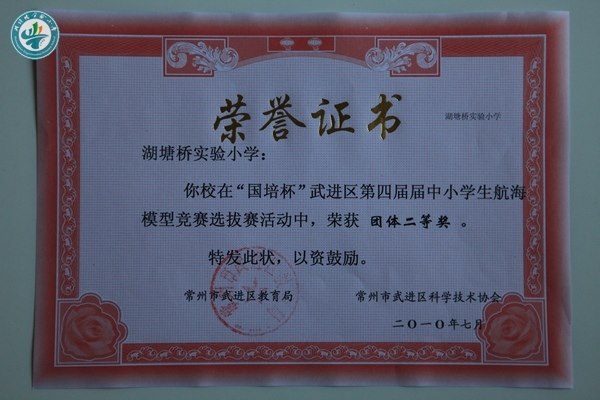 荣誉证书
湖塘桥实验小学
湖塘桥实验小学：
你校在“国培杯”武进区第四届届中小学生航海
模型竞赛选拔赛活动中，荣获 团体二等奖 。
特发此状，以资鼓励。
常州市武进区教育局 常州市武进区科学技术协会
二〇一〇年七月